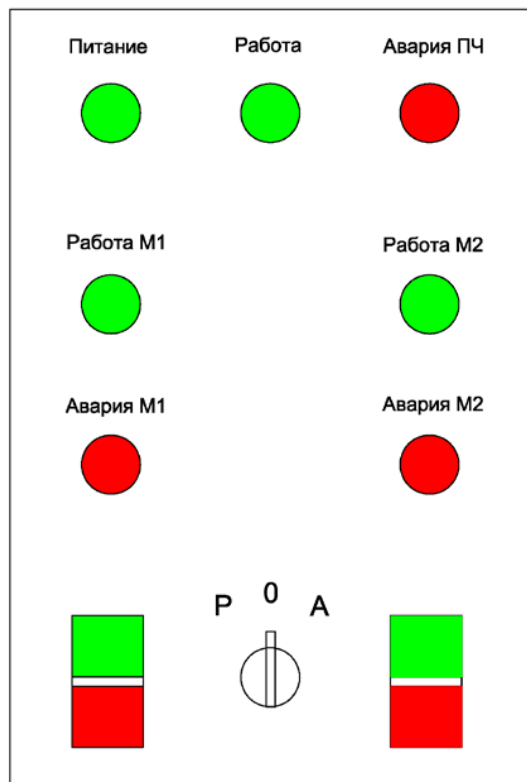 Питание Работа Авария ПЧ
Работа М1 Работа М2
Авария М1 Авария М2
Р 0 А